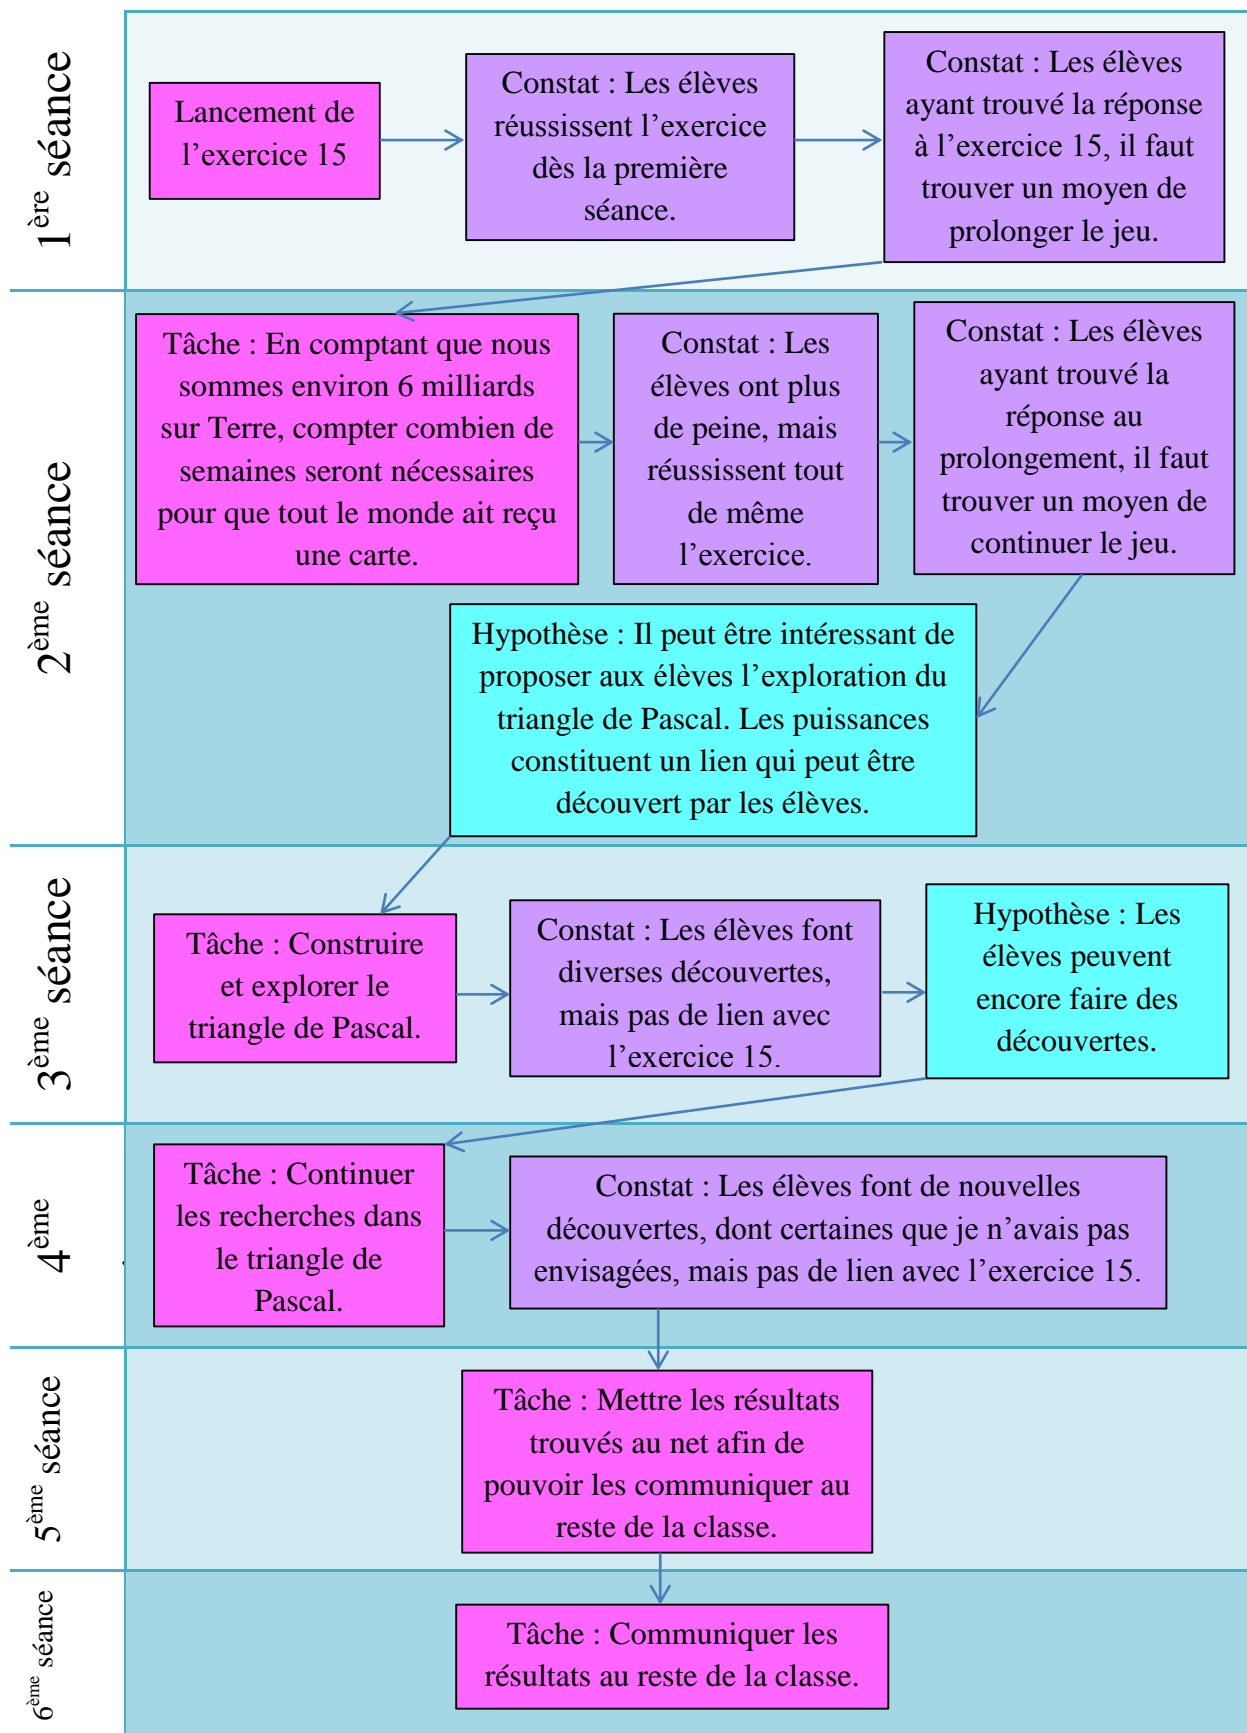 1ère séance
Lancement de
l’exercice 15
Constat : Les élèves
réussissent l’exercice
dès la première
séance.
Constat : Les élèves
ayant trouvé la réponse
à l’exercice 15, il faut
trouver un moyen de
prolonger le jeu.
2ème séance
Tâche : En comptant que nous
sommes environ 6 milliards
sur Terre, compter combien de
semaines seront nécessaires
pour que tout le monde ait reçu
une carte.
Constat : Les
élèves ont plus
de peine, mais
réussissent tout
de même
l’exercice.
Constat : Les élèves
ayant trouvé la
réponse au
prolongement, il faut
trouver un moyen de
continuer le jeu.
Hypothèse : Il peut être intéressant de
proposer aux élèves l’exploration du
triangle de Pascal. Les puissances
constituent un lien qui peut être
découvert par les élèves.
3ème séance
Tâche : Construire
et explorer le
triangle de Pascal.
Constat : Les élèves font
diverses découvertes,
mais pas de lien avec
l’exercice 15.
Hypothèse : Les
élèves peuvent
encore faire des
découvertes.
4ème
Tâche : Continuer
les recherches dans
le triangle de
Pascal.
Constat : Les élèves font de nouvelles
découvertes, dont certaines que je n’avais pas
envisagées, mais pas de lien avec l’exercice 15.
5ème séance
Tâche : Mettre les résultats
trouvés au net afin de
pouvoir les communiquer au
reste de la classe.
6ème séance
Tâche : Communiquer les
résultats au reste de la classe.